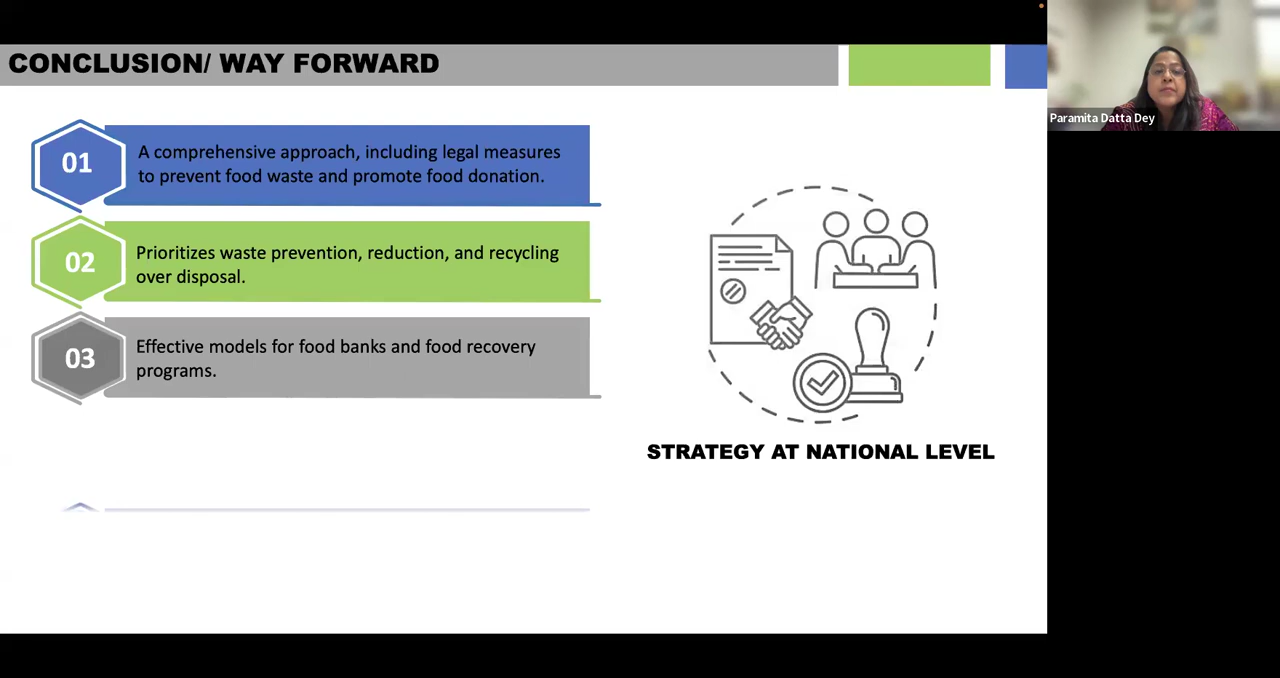 CONCLUSION/ WAY FORWARD
Paramita Datta Dey
01
A comprehensive approach, including legal measures
to prevent food waste and promote food donation.
02
Prioritizes waste prevention, reduction, and recycling
over disposal.
03
Effective models for food banks and food recovery
programs.
STRATEGY AT NATIONAL LEVEL